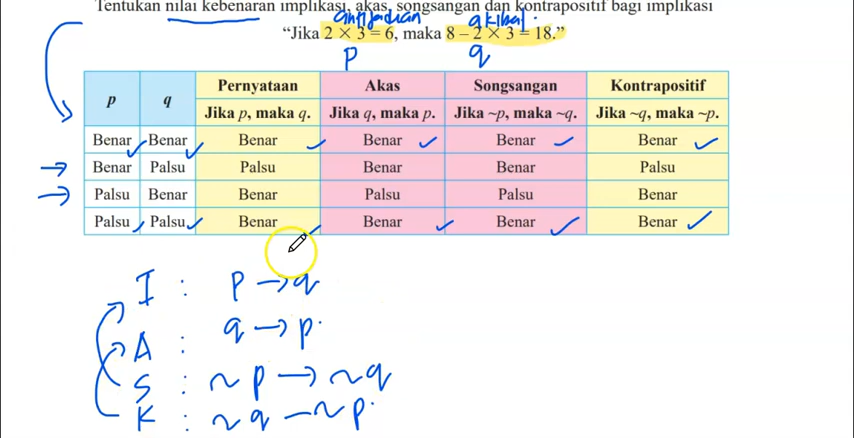 Tentukan nilai kebenaran implikasi, akas, songsangan dan kontrapositif bagi implikasi
akibat.
“Jika 2 × 3 = 6, maka 8 – 2 × 3 = 18.”
p q
p q Pernyataan Akas Songsangan Kontrapositif
Jika p, maka q. Jika q, maka p. Jika ~p, maka ~q. Jika ~q, maka ~p.
Benar Benar Benar Benar Benar Benar
Benar Palsu Palsu Benar Benar Palsu
Palsu Benar Benar Palsu Palsu Benar
Palsu Palsu Benar Benar Benar Benar
I : p → q
A : q → p.
S : ~p → ~q
K : ~q — ~p.